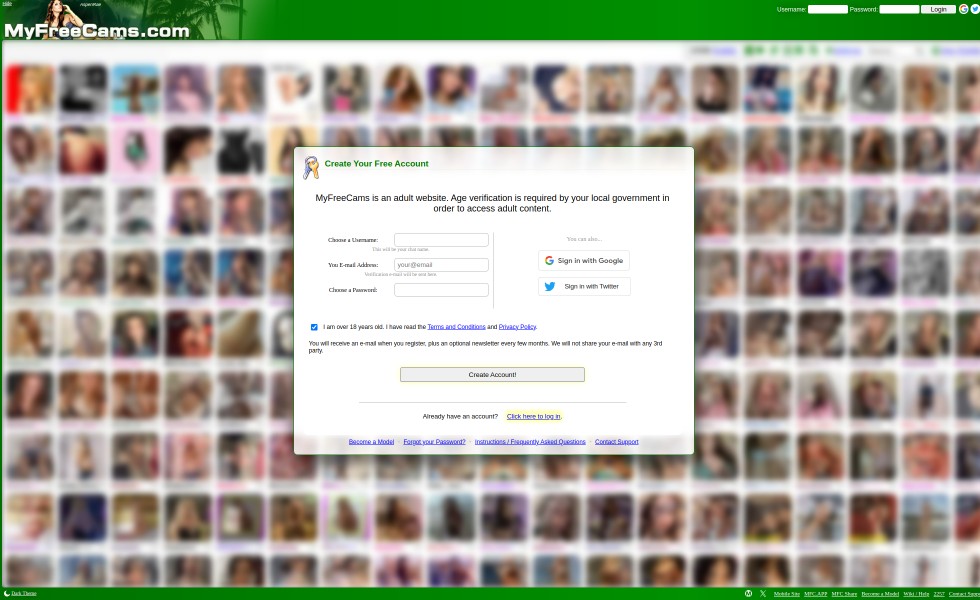 Username: Password: Login
MyFreeCams.com
Create Your Free Account
MyFreeCams is an adult website. Age verification is required by your local government in
order to access adult content.
Choose a Username:
This will be your chat name.
You E-mail Address: your@email
Verification e-mail will be sent here.
Choose a Password:
You can also...
Sign in with Google
Sign in with Twitter
I am over 18 years old. I have read the Terms and Conditions and Privacy Policy.
You will receive an e-mail when you register, plus an optional newsletter every few months. We will not share your e-mail with any 3rd
party.
Create Account!
Already have an account? Click here to log in.
Become a Model - Forgot your Password? - Instructions / Frequently Asked Questions - Contact Support
Dark Theme
Mobile Site MFC.APP MFC Share Become a Model Wiki / Help 2257 Contact